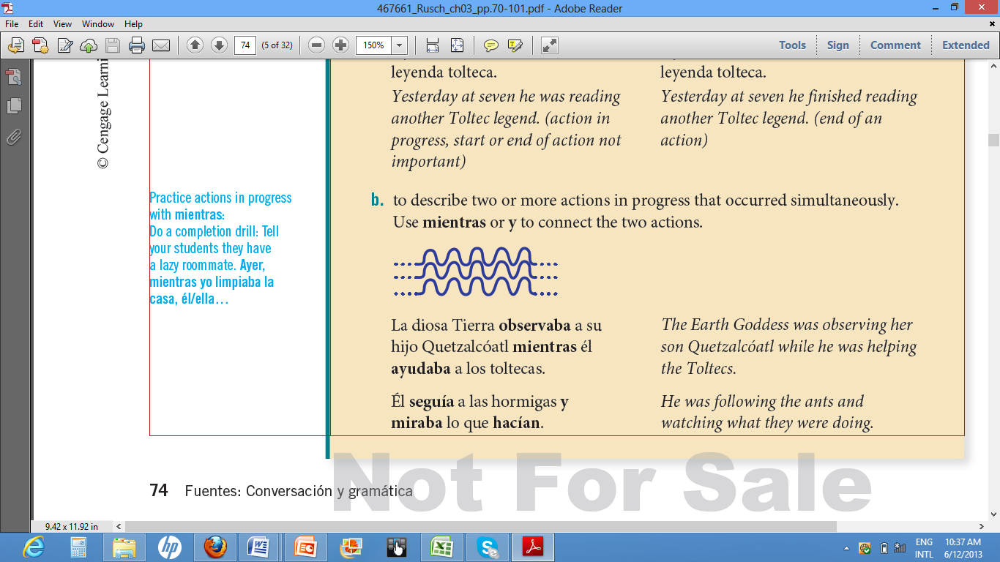 467661_Rusch_ch03_pp.70-101.pdf - Adobe Reader
File Edit View Window Help
74 (5 of 32) 150% Tools Sign Comment Extended
© Cengage Learni
leyenda tolteca.
Yesterday at seven he was reading
another Toltec legend. (action in
progress, start or end of action not
important)
leyenda tolteca.
Yesterday at seven he finished reading
another Toltec legend. (end of an
action)
Practice actions in progress
with mientras:
Do a completion drill: Tell
your students they have
a lazy roommate. Ayer,
mientras yo limpiaba la
casa, él/ella…
b. to describe two or more actions in progress that occurred simultaneously.
Use mientras or y to connect the two actions.
La diosa Tierra observaba a su
hijo Quetzalcóatl mientras él
ayudaba a los toltecas.
The Earth Goddess was observing her
son Quetzalcóatl while he was helping
the Toltecs.
Él seguía a las hormigas y
miraba lo que hacían.
He was following the ants and
watching what they were doing.
Not For Sale
74 Fuentes: Conversación y gramática
9.42 x 11.92 in
ENG 10:37 AM
INTL 6/12/2013